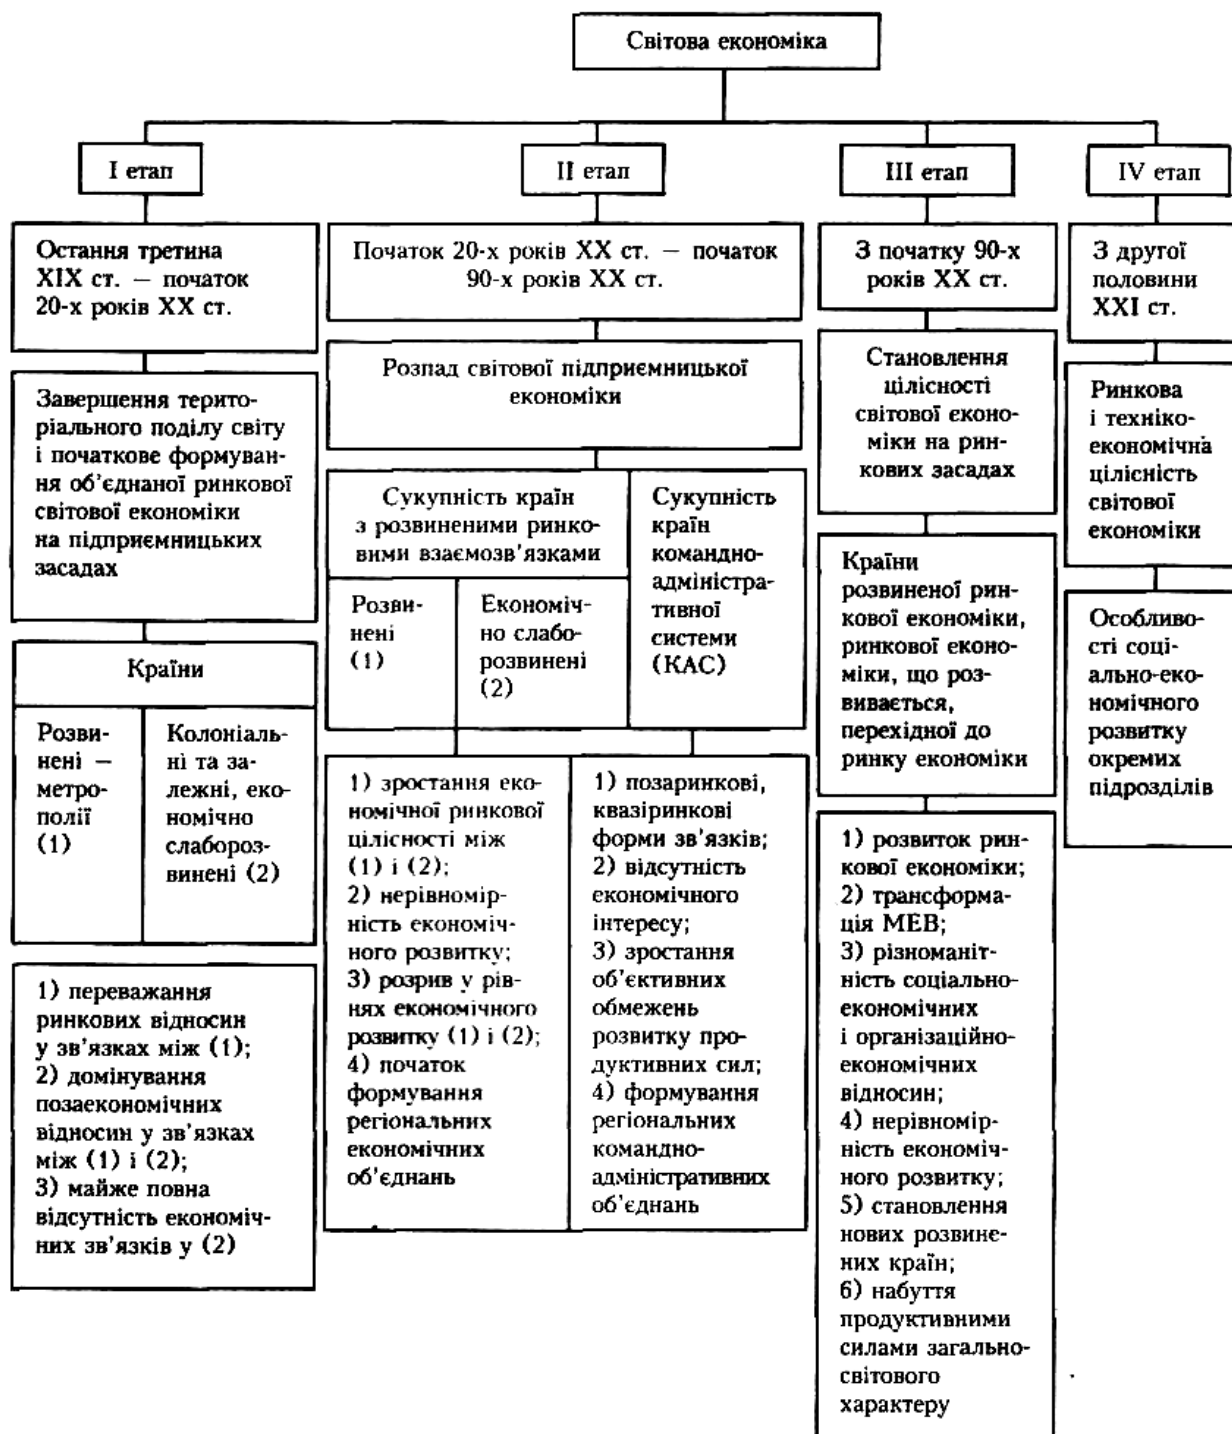 Світова економіка
І етап
ІІ етап
ІІІ етап
IV етап
Остання третина
XIX ст. — початок
20-х років XX ст.
Початок 20-х років XX ст. — початок
90-х років XX ст.
З початку 90-х
років XX ст.
З другої
половини
XXI ст.
Завершення терито-
ріального поділу світу
і початкове формуван-
ня об'єднаної ринкової
світової економіки
на підприємницьких
засадах
Розпад світової підприємницької
економіки
Становлення
цілісності
світової еконо-
міки на рин-
кових засадах
Ринкова
і техніко-
економічна
цілісність
світової
економіки
Країни
Розви-
нені —
метро-
полії
(1)
Колоніаль-
ні та за-
лежні, еко-
номічно
слабороз-
винені (2)
Сукупність країн
з розвиненими ринко-
вими взаємозв'язками
Розви-
нені
(1)
Економіч-
но слабо-
розвинені
(2)
Сукупність
країн
командно-
адміністра-
тивної
системи
(КАС)
Країни
розвиненої рин-
кової економіки,
ринкової еконо-
міки, що роз-
вивається,
перехідної до
ринку економіки
Особливо-
сті соці-
ально-еко-
номічного
розвитку
окремих
підрозділів
1) переважання
ринкових відносин
у зв'язках між (1);
2) домінування
позаекономічних
відносин у зв'язках
між (1) і (2);
3) майже повна
відсутність економіч-
них зв'язків у (2)
1) зростання еко-
номічної ринкової
цілісності між
(1) і (2);
2) нерівномір-
ність економіч-
ного розвитку;
3) розрив у рів-
нях економічного
розвитку (1) і (2);
4) початок
формування
регіональних
економічних
об'єднань
1) позаринкові,
квазіринкові
форми зв'язків;
2) відсутність
економічного
інтересу;
3) зростання
об'єктивних
обмежень
розвитку про-
дуктивних сил;
4) формування
регіональних
командно-
адміністративних
об'єднань
1) розвиток рин-
кової економіки;
2) трансформа-
ція МЕВ;
3) різноманіт-
ність соціально-
економічних
і організаційно-
економічних
відносин;
4) нерівномір-
ність економіч-
ного розвитку;
5) становлення
нових розвине-
них країн;
6) набуття
продуктивними
силами загально-
світового
характеру